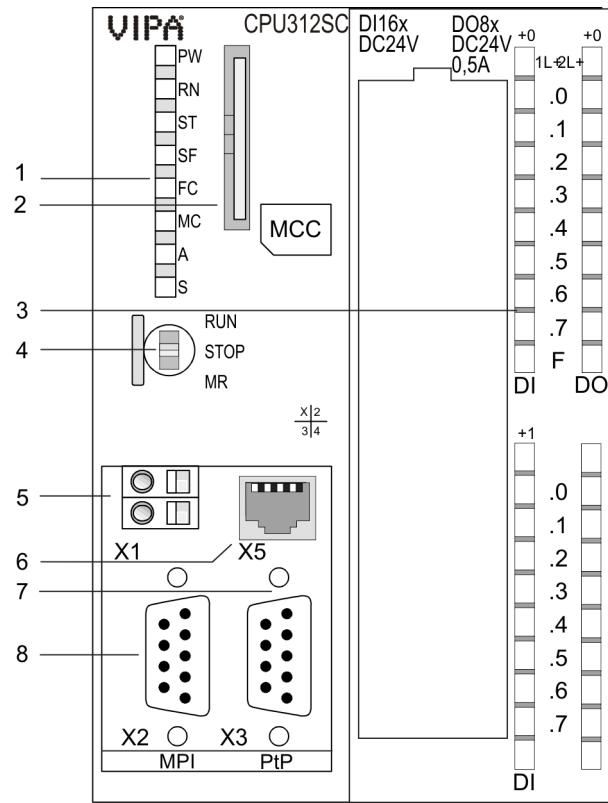 VIPA CPU312SC
DI16x
DC24V
DO8x
DC24V
0,5A
+0
+0
1L+
2L+
PW
RN
ST
SF
FC
MC
A
S
MCC
1
2
3
4
RUN
STOP
MR
X 2
3 4
.0
.1
.2
.3
.4
.5
.6
.7
F
DI
DO
+1
.0
.1
.2
.3
.4
.5
.6
.7
DI
5
6
7
8
X1
X5
X2
X3
MPI
PtP